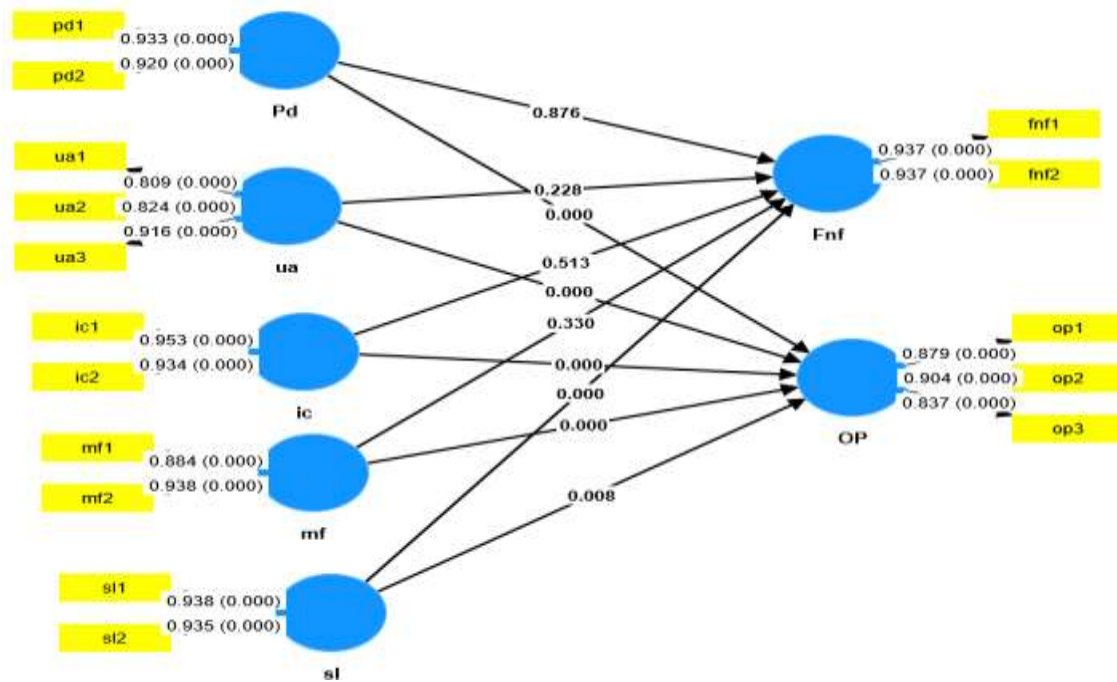 pd1
0.933 (0.000)
pd2
0.920 (0.000)
Pd
0.876
fnf1
0.937 (0.000)
fnf2
0.937 (0.000)
Fnf
ua1
0.809 (0.000)
ua2
0.824 (0.000)
ua3
0.916 (0.000)
ua
0.228
0.000
0.513
0.000
0.330
ic1
0.953 (0.000)
ic2
0.934 (0.000)
ic
0.000
0.000
0.000
op1
0.879 (0.000)
op2
0.904 (0.000)
op3
0.837 (0.000)
OP
mf1
0.884 (0.000)
mf2
0.938 (0.000)
mf
0.008
sl1
0.938 (0.000)
sl2
0.935 (0.000)
sl